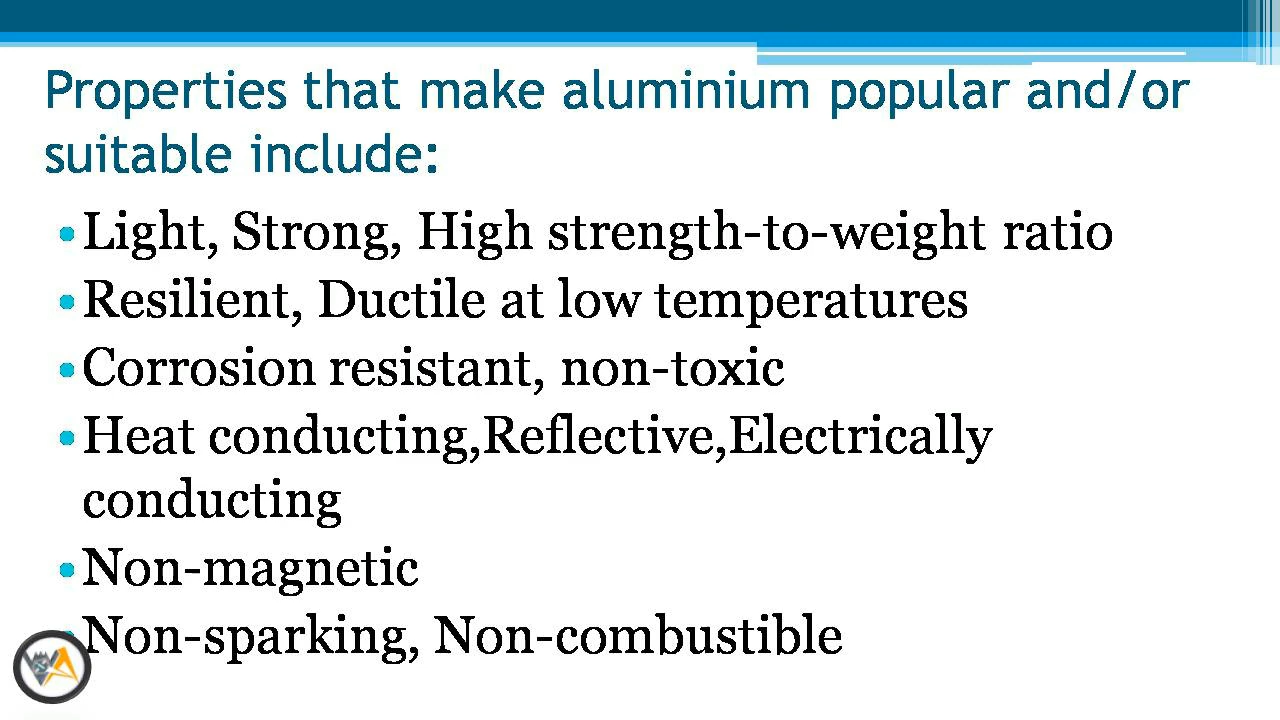 Properties that make aluminium popular and/or
suitable include:
•Light, Strong, High strength-to-weight ratio
•Resilient, Ductile at low temperatures
•Corrosion resistant, non-toxic
•Heat conducting,Reflective,Electrically
conducting
•Non-magnetic
•Non-sparking, Non-combustible